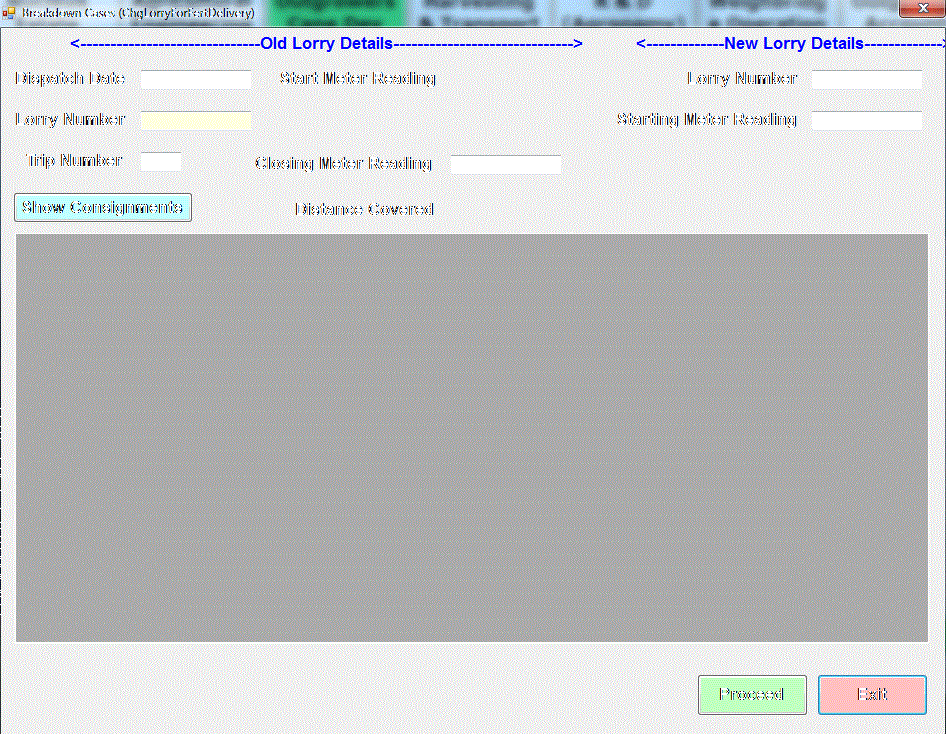 Breakdown Cases (ChgLorryForFertDelivery)
<------------------------------Old Lorry Details------------------------------> <-------------New Lorry Details------------->
Dispatch Date Start Meter Reading Lorry Number
Lorry Number Starting Meter Reading
Trip Number Closing Meter Reading
Show Consignments Distance Covered
Proceed Exit